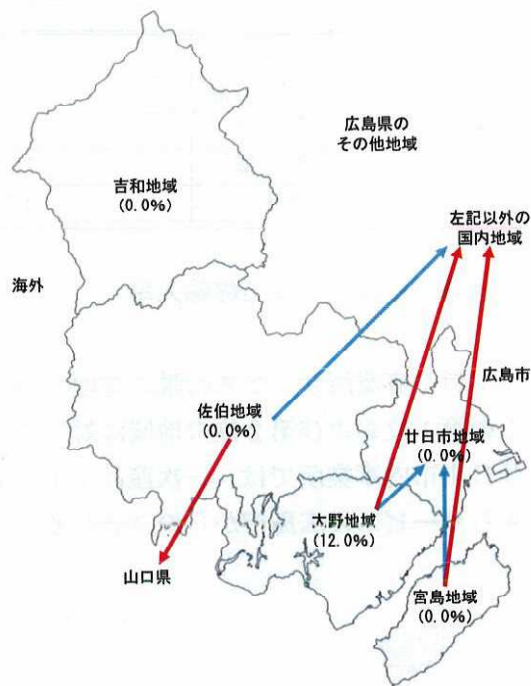 広島県の
その他地域
吉和地域
(0.0%)
左記以外の
国内地域
海外
広島市
佐伯地域
(0.0%)
廿日市地域
(0.0%)
大野地域
(12.0%)
山口県
宮島地域
(0.0%)